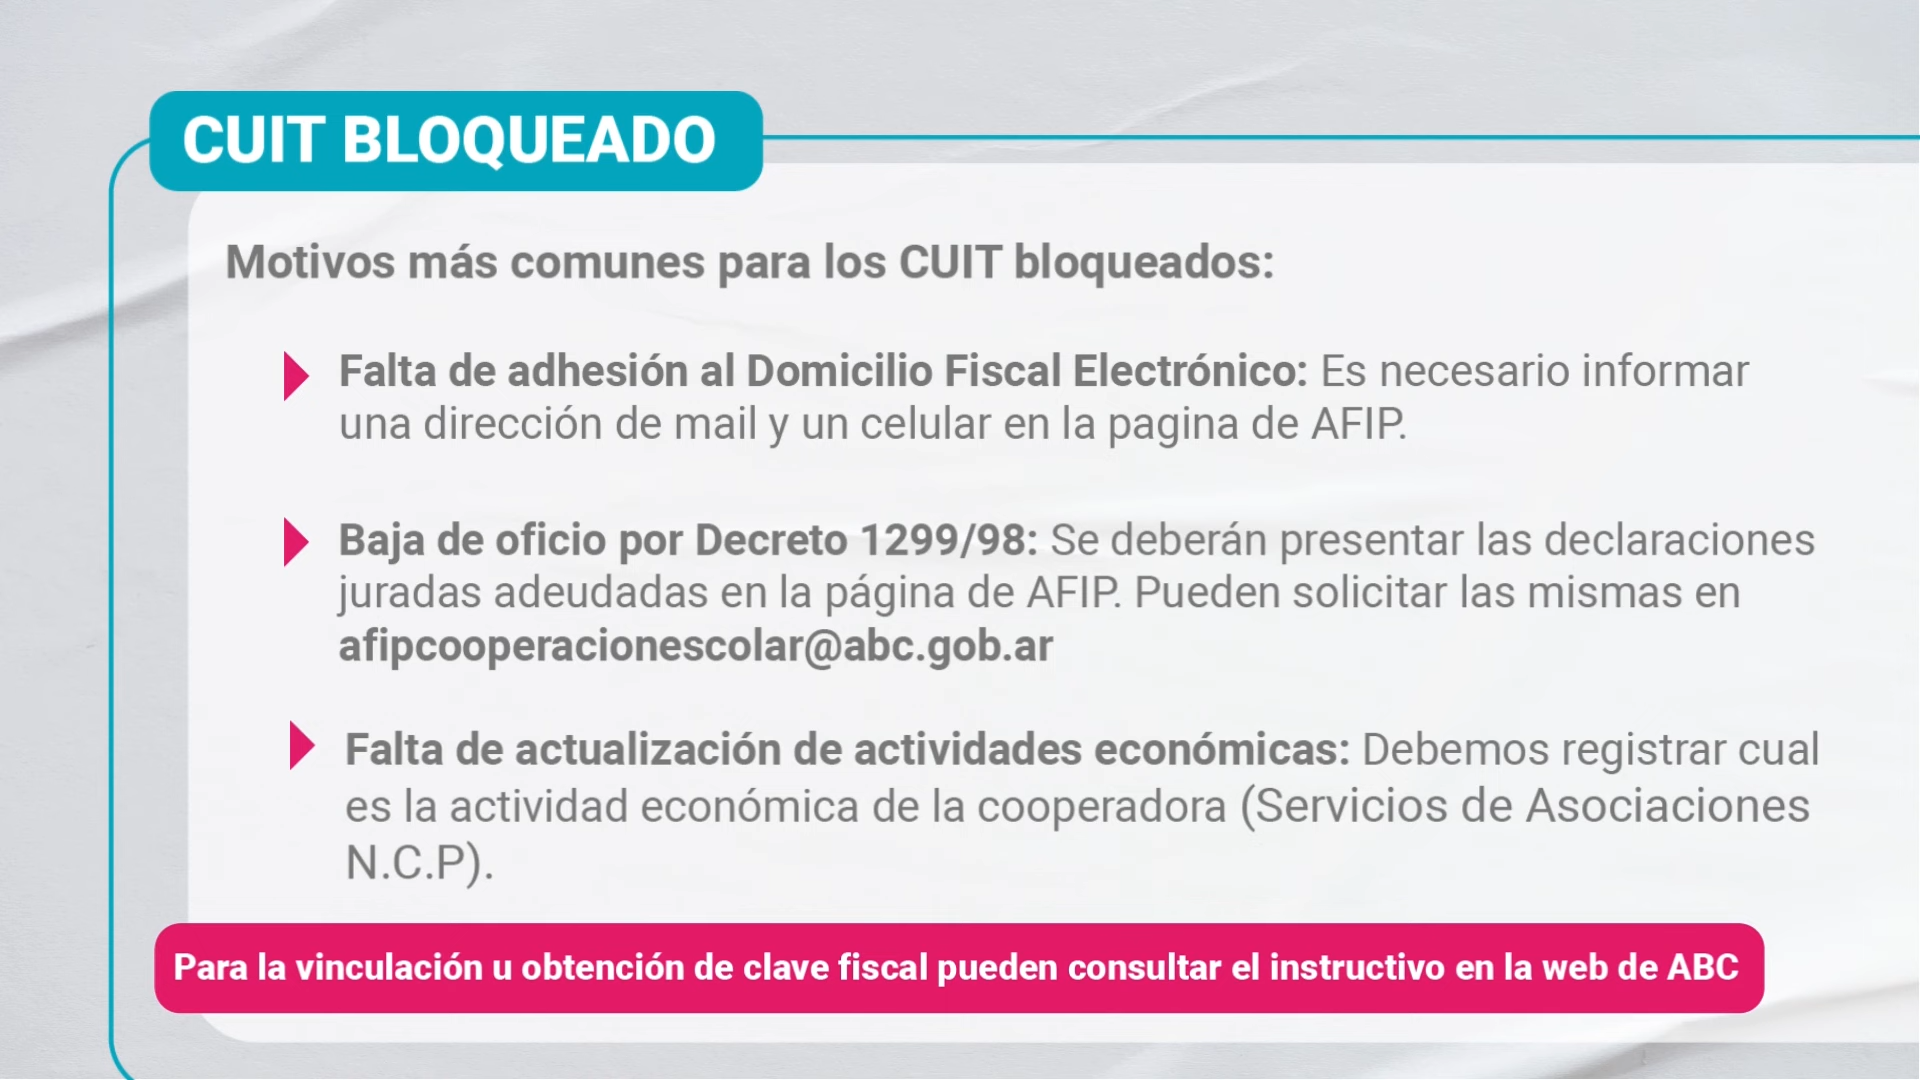 CUIT BLOQUEADO
Motivos más comunes para los CUIT bloqueados:
Falta de adhesión al Domicilio Fiscal Electrónico: Es necesario informar
una dirección de mail y un celular en la pagina de AFIP.
Baja de oficio por Decreto 1299/98: Se deberán presentar las declaraciones
juradas adeudadas en la página de AFIP. Pueden solicitar las mismas en
afipcooperacionescolar@abc.gob.ar
Falta de actualización de actividades económicas: Debemos registrar cual
es la actividad económica de la cooperadora (Servicios de Asociaciones
N.C.P).
Para la vinculación u obtención de clave fiscal pueden consultar el instructivo en la web de ABC